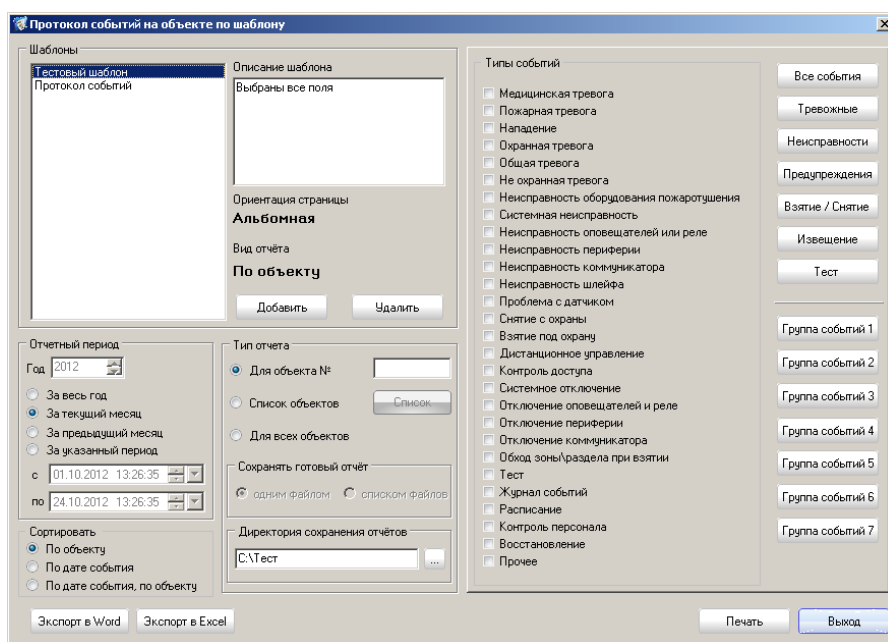 Протокол событий на объекте по шаблону
Шаблоны
Тестовый шаблон
Протокол событий
Описание шаблона
Выбраны все поля
Ориентация страницы
Альбомная
Вид отчёта
По объекту
Добавить
Удалить
Отчетный период
Год 2012
За весь год
За текущий месяц
За предыдущий месяц
За указанный период
с 01.10.2012 13:26:35
по 24.10.2012 13:26:35
Сортировать
По объекту
По дате события
По дате события, по объекту
Тип отчета
Для объекта №
Список объектов
Список
Для всех объектов
Сохранять готовый отчёт
одним файлом
списком файлов
Директория сохранения отчётов
C:\Тест
...
Типы событий
Медицинская тревога
Пожарная тревога
Нападение
Охранная тревога
Общая тревога
Не охранная тревога
Неисправность оборудования пожаротушения
Системная неисправность
Неисправность оповещателей или реле
Неисправность периферии
Неисправность коммуникатора
Неисправность шлейфа
Проблема с датчиком
Снятие с охраны
Взятие под охрану
Дистанционное управление
Контроль доступа
Системное отключение
Отключение оповещателей и реле
Отключение периферии
Отключение коммуникатора
Обход зоны\раздела при взятии
Тест
Журнал событий
Расписание
Контроль персонала
Восстановление
Прочее
Все события
Тревожные
Неисправности
Предупреждения
Взятие / Снятие
Извещение
Тест
Группа событий 1
Группа событий 2
Группа событий 3
Группа событий 4
Группа событий 5
Группа событий 6
Группа событий 7
Экспорт в Word
Экспорт в Excel
Печать
Выход